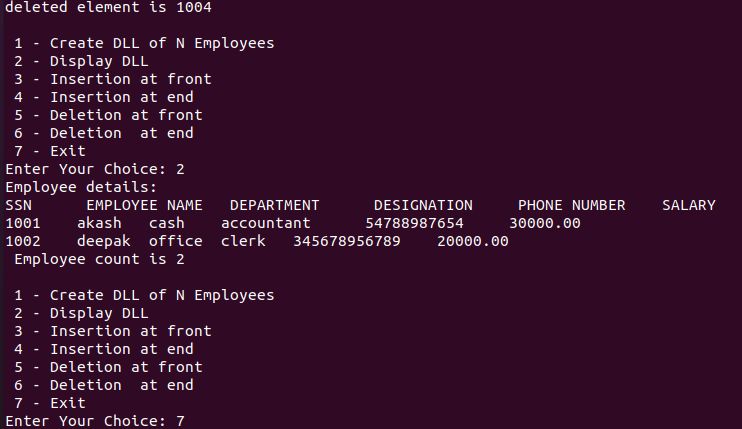 deleted element is 1004
1 - Create DLL of N Employees
2 - Display DLL
3 - Insertion at front
4 - Insertion at end
5 - Deletion at front
6 - Deletion  at end
7 - Exit
Enter Your Choice: 2
Employee details:
SSN      EMPLOYEE NAME   DEPARTMENT      DESIGNATION     PHONE NUMBER    SALARY
1001    akash   cash    accountant      54788987654     30000.00
1002    deepak  office  clerk   345678956789    20000.00
Employee count is 2
1 - Create DLL of N Employees
2 - Display DLL
3 - Insertion at front
4 - Insertion at end
5 - Deletion at front
6 - Deletion  at end
7 - Exit
Enter Your Choice: 7